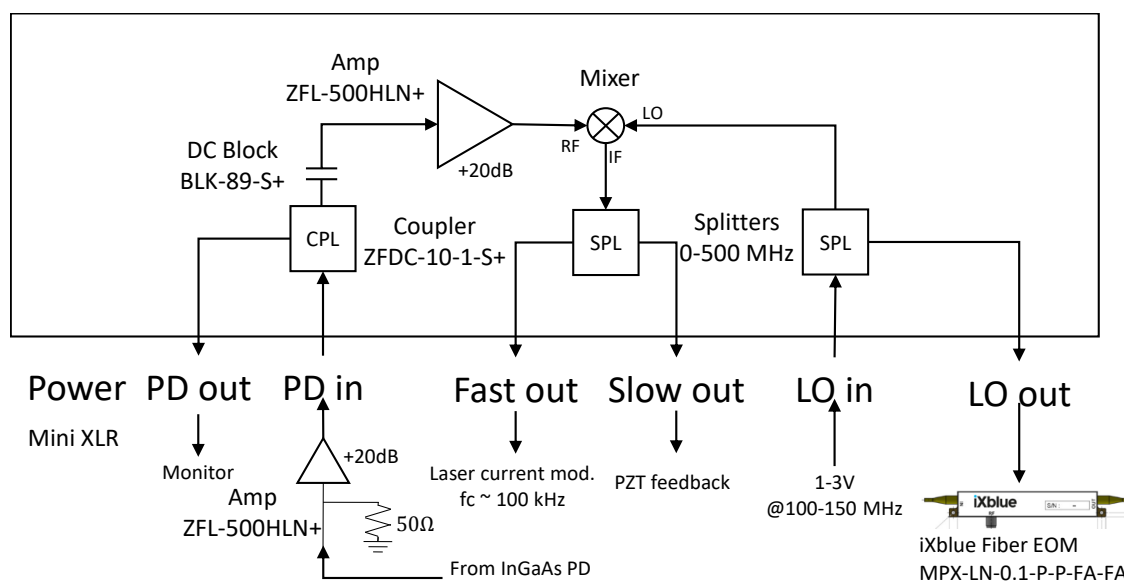 Amp
ZFL-500HLN+
Mixer
LO
RF
IF
+20dB
DC Block
BLK-89-S+
CPL
Coupler
ZFDC-10-1-S+
SPL
Splitters
0-500 MHz
SPL
Power
PD out
PD in
Fast out
Slow out
LO in
LO out
Mini XLR
Monitor
+20dB
Amp
ZFL-500HLN+
50Ω
From InGaAs PD
Laser current mod.
fc ~ 100 kHz
PZT feedback
1-3V
@100-150 MHz
iXblue
RF
OUT
iXblue Fiber EOM
MPX-LN-0.1-P-P-FA-FA